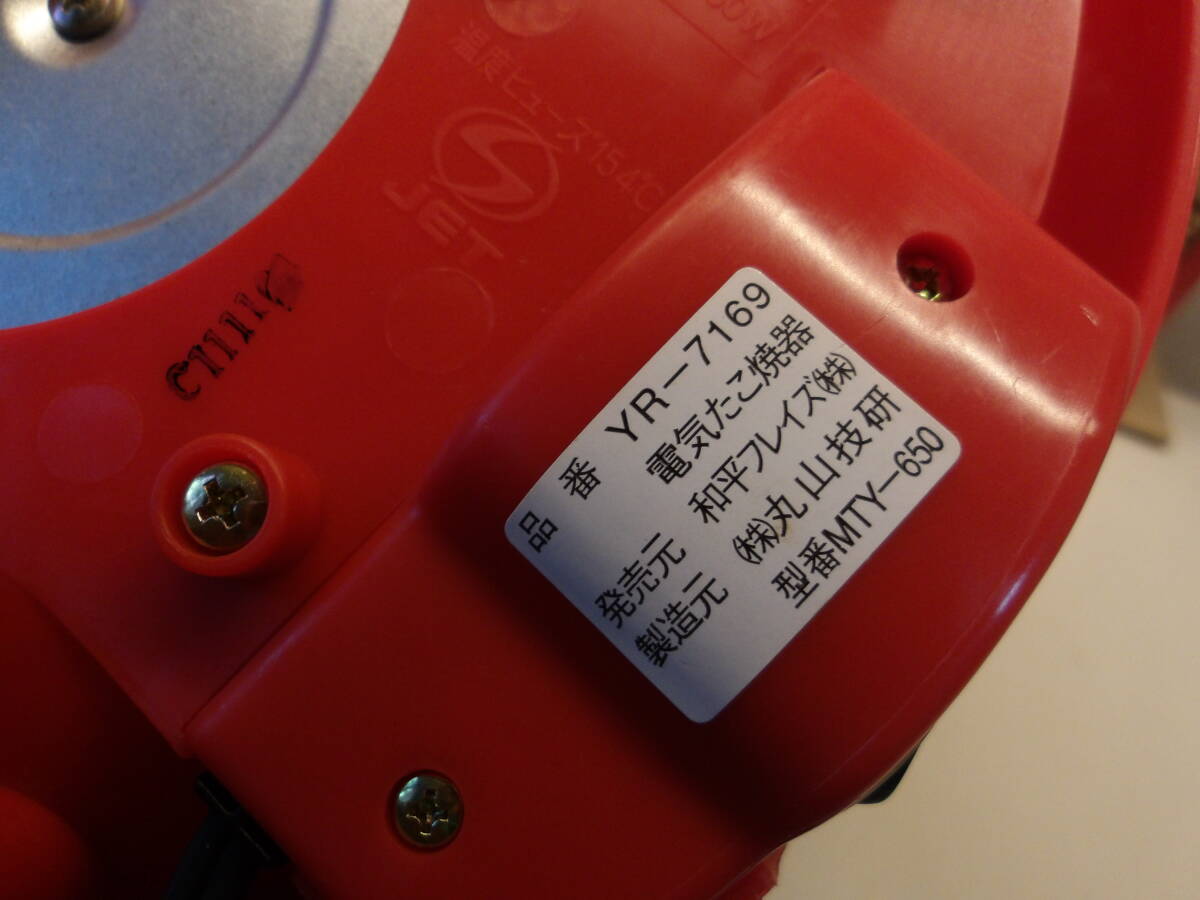 温度ヒューズ154℃
JET
品番 YR-7169
電気たこ焼器
発売元 和平フレイズ㈱
製造元 ㈱丸山技研
型番MTY-650